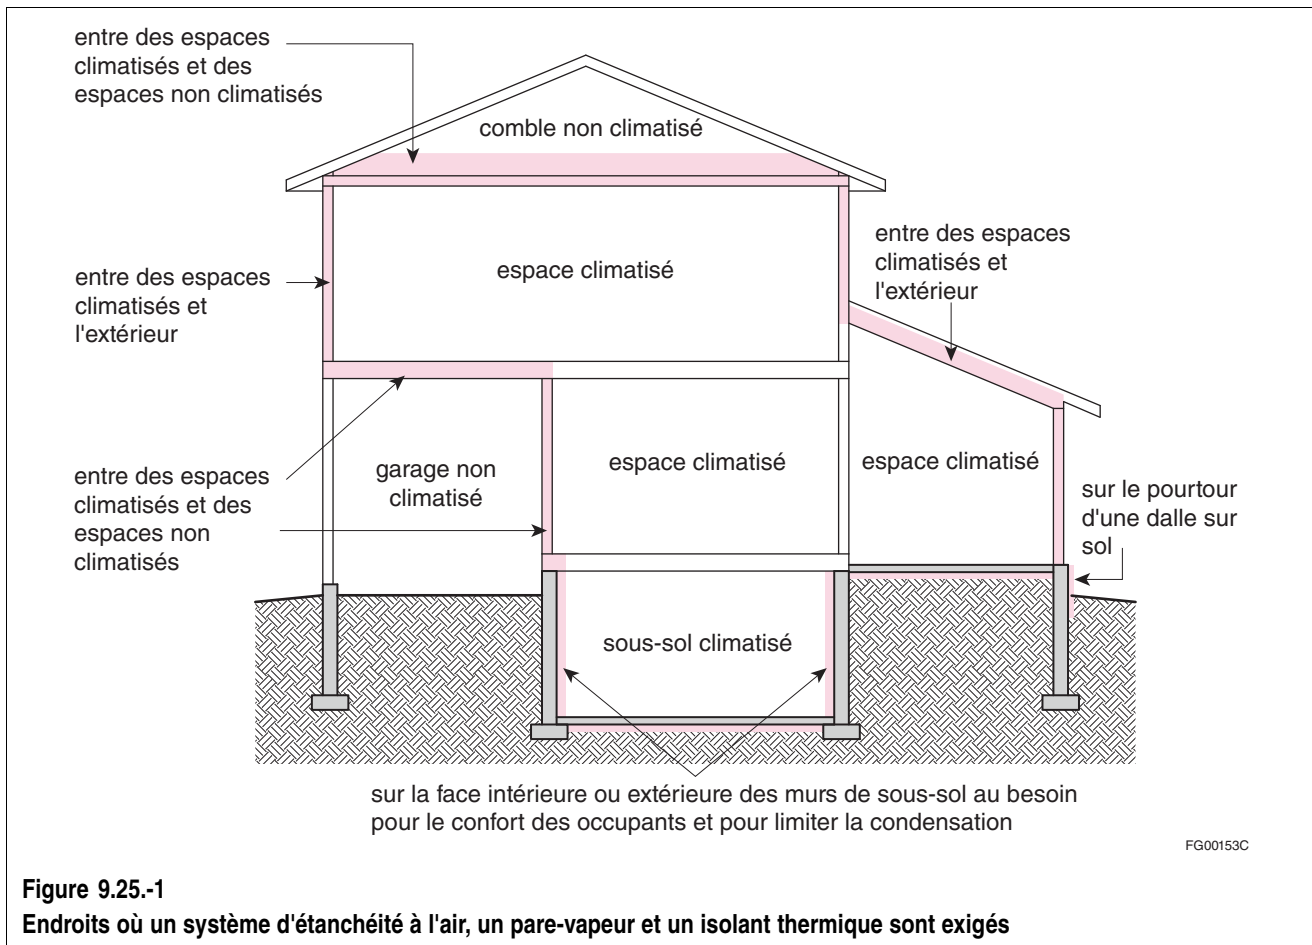 entre des espaces
climatisés et des
espaces non climatisés
comble non climatisé
entre des espaces
climatisés et
l'extérieur
espace climatisé
entre des espaces
climatisés et
l'extérieur
entre des espaces
climatisés et des
espaces non
climatisés
garage non
climatisé
espace climatisé
espace climatisé
sur le pourtour
d'une dalle sur
sol
sous-sol climatisé
sur la face intérieure ou extérieure des murs de sous-sol au besoin
pour le confort des occupants et pour limiter la condensation
FG00153C
Figure 9.25.-1
Endroits où un système d'étanchéité à l'air, un pare-vapeur et un isolant thermique sont exigés